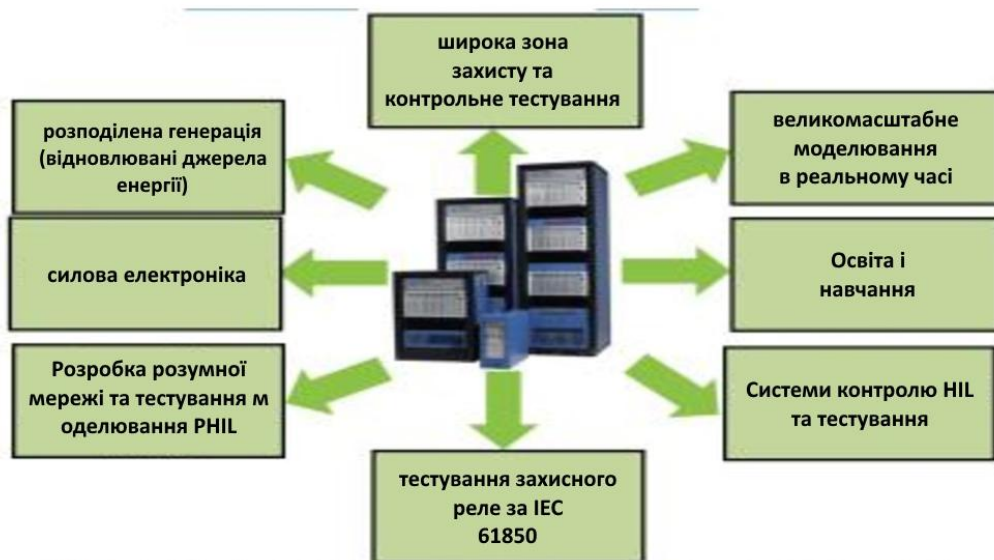 широка зона
захисту та
контрольне тестування
розподілена генерація
(відновлювані джерела
енергії)
великомасштабне
моделювання
в реальному часі
силова електроніка
Освіта і
навчання
Розробка розумної
мережі та тестування м
оделювання PHIL
Системи контролю HIL
та тестування
тестування захисного
реле за IEC
61850